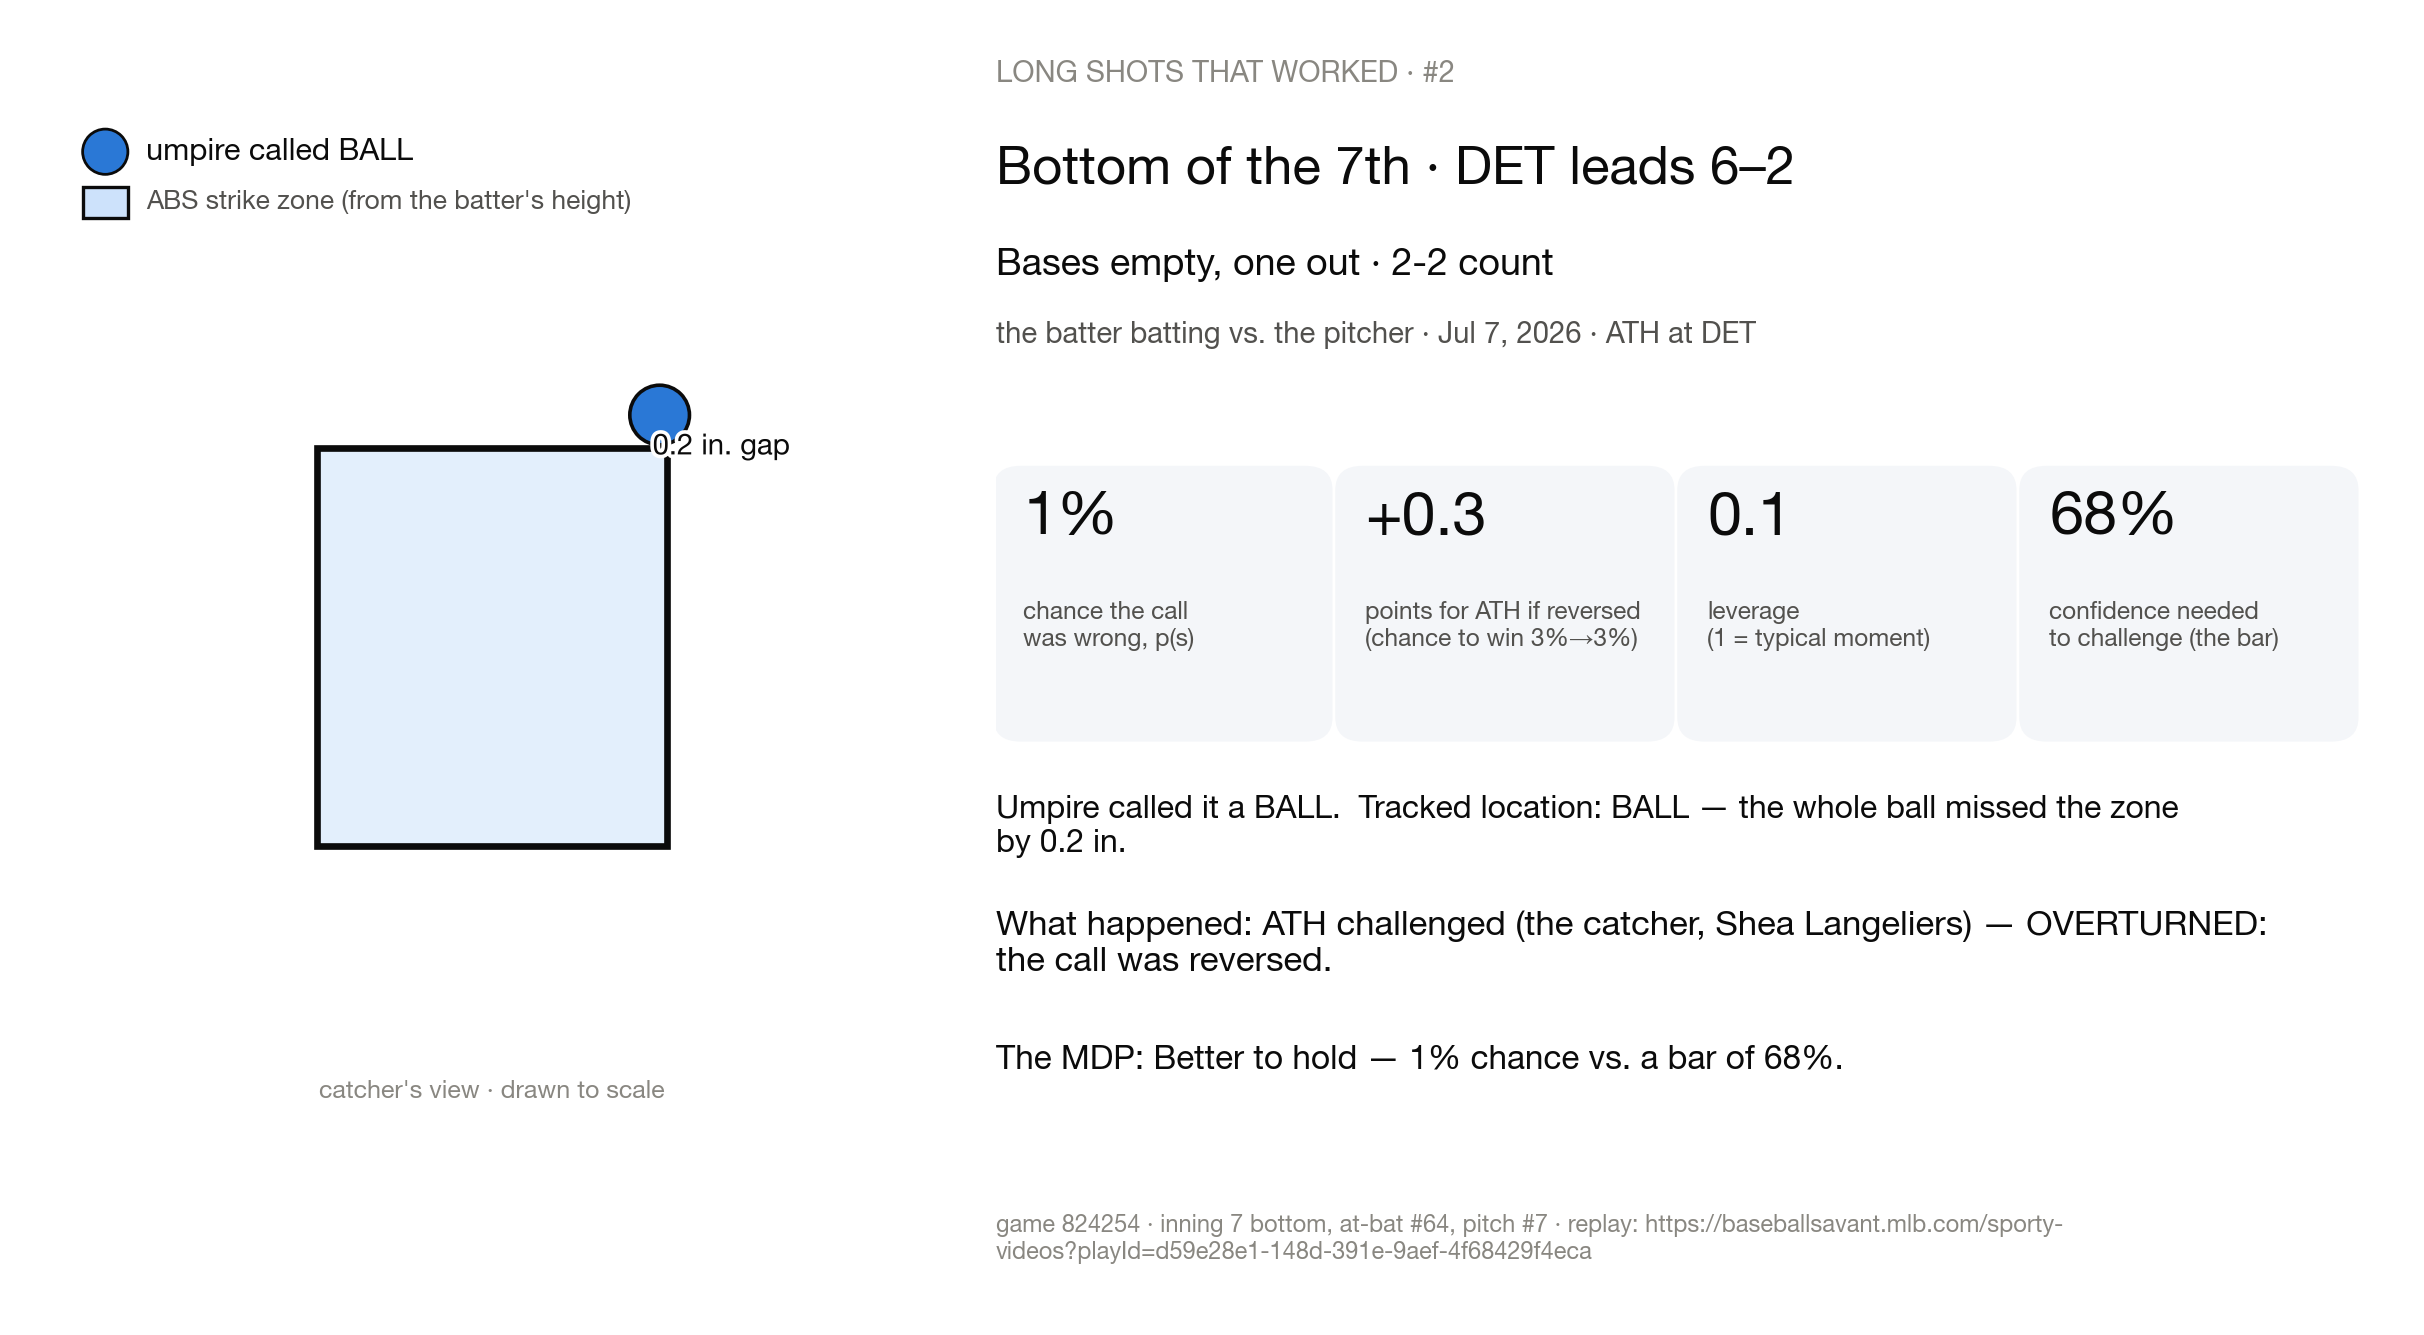 umpire called BALL
ABS strike zone (from the batter's height)
0.2 in. gap
catcher's view · drawn to scale
LONG SHOTS THAT WORKED · #2
Bottom of the 7th · DET leads 6–2
Bases empty, one out · 2-2 count
the batter batting vs. the pitcher · Jul 7, 2026 · ATH at DET
1%
chance the call
was wrong, p(s)
+0.3
points for ATH if reversed
(chance to win 3%→3%)
0.1
leverage
(1 = typical moment)
68%
confidence needed
to challenge (the bar)
Umpire called it a BALL.  Tracked location: BALL — the whole ball missed the zone
by 0.2 in.
What happened: ATH challenged (the catcher, Shea Langeliers) — OVERTURNED:
the call was reversed.
The MDP: Better to hold — 1% chance vs. a bar of 68%.
game 824254 · inning 7 bottom, at-bat #64, pitch #7 · replay: https://baseballsavant.mlb.com/sporty-
videos?playId=d59e28e1-148d-391e-9aef-4f68429f4eca